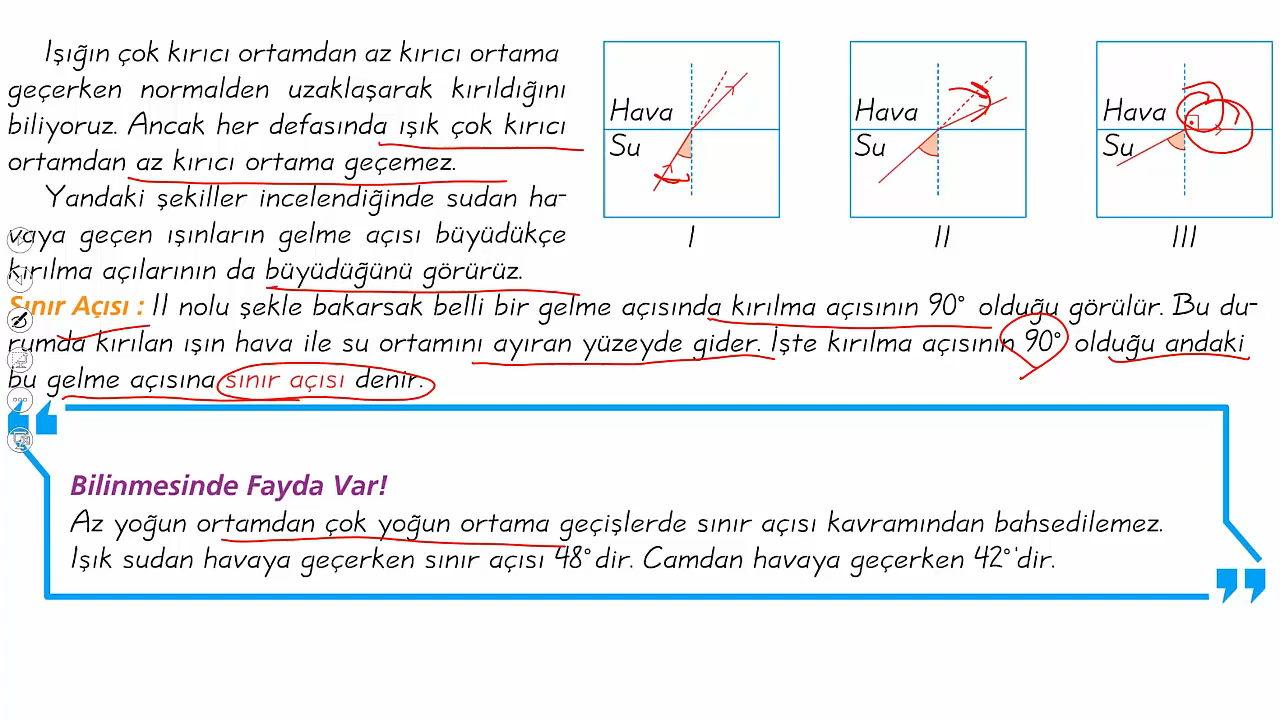 Işığın çok kırıcı ortamdan az kırıcı ortama
geçerken normalden uzaklaşarak kırıldığını
biliyoruz. Ancak her defasında ışık çok kırıcı
ortamdan az kırıcı ortama geçemez.
Yandaki şekiller incelendiğinde sudan ha-
vaya geçen ışınların gelme açısı büyüdükçe
kırılma açılarının da büyüdüğünü görürüz.
Hava
Su
I
Hava
Su
II
Hava
Su
III
Sınır Açısı : II nolu şekle bakarsak belli bir gelme açısında kırılma açısının 90° olduğu görülür. Bu du-
rumda kırılan ışın hava ile su ortamını ayıran yüzeyde gider. İşte kırılma açısının 90° olduğu andaki
bu gelme açısına sınır açısı denir.
Bilinmesinde Fayda Var!
Az yoğun ortamdan çok yoğun ortama geçişlerde sınır açısı kavramından bahsedilemez.
Işık sudan havaya geçerken sınır açısı 48°dir. Camdan havaya geçerken 42°'dir.